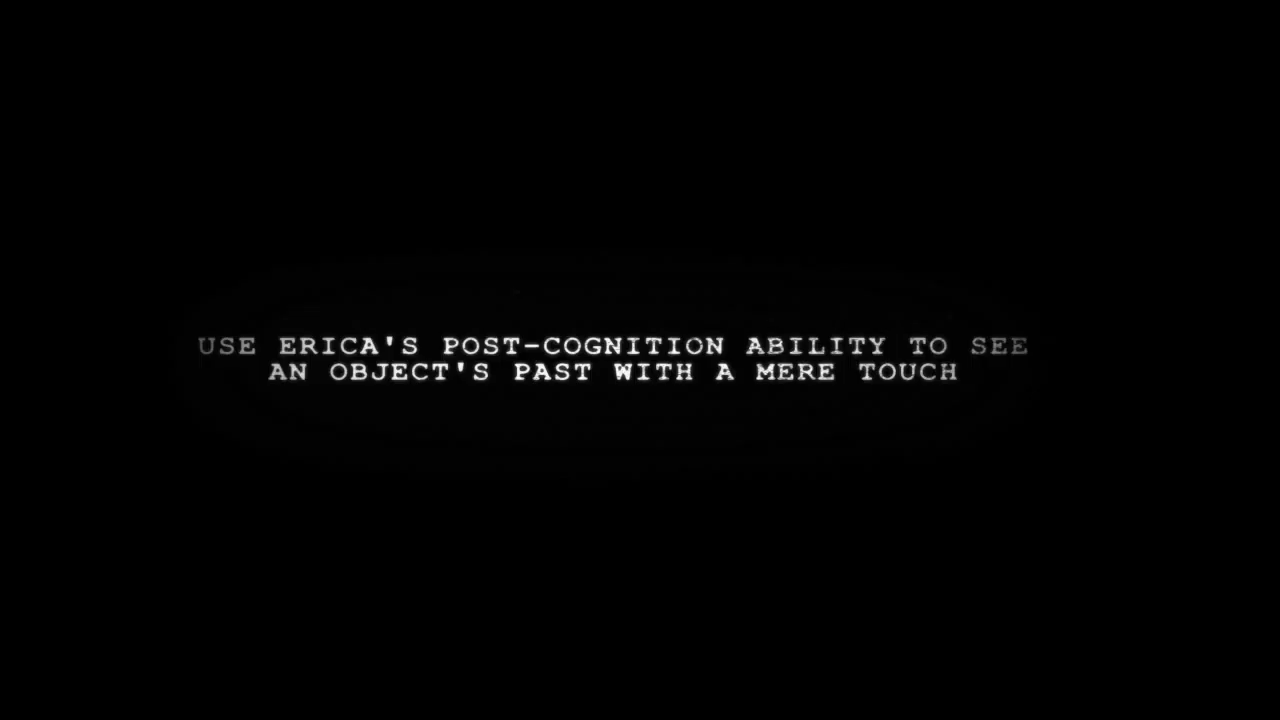 USE ERICA'S POST-COGNITION ABILITY TO SEE
AN OBJECT'S PAST WITH A MERE TOUCH